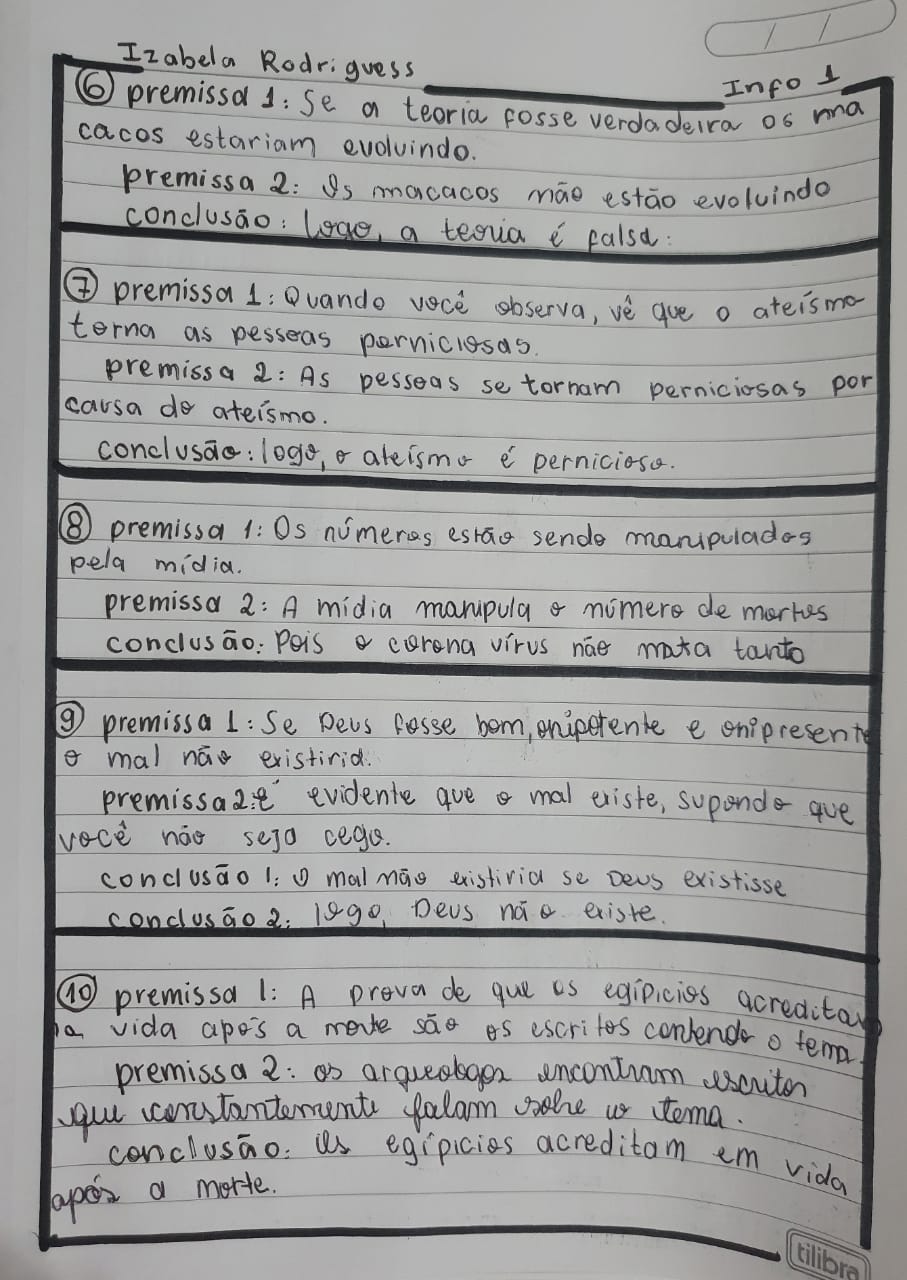 Izabela Rodriguess
Info 1
⑥ premissa 1: Se a teoria fosse verdadeira os ma
cacos estariam evoluindo.
premissa 2: Os macacos não estão evoluindo
conclusão: Logo, a teoria é falsa.
⑦ premissa 1: Quando você observa, vê que o ateísmo
torna as pessoas perniciosas.
premissa 2: As pessoas se tornam perniciosas por
causa do ateísmo.
conclusão: logo, o ateísmo é pernicioso.
⑧ premissa 1: Os números estão sendo manipulados
pela mídia.
premissa 2: A mídia manipula o número de mortos
conclusão: Pois o corona vírus não mata tanto
⑨ premissa 1: Se Deus fosse bom, onipotente e onipresente
o mal não existiria.
premissa 2: é evidente que o mal existe, supondo que
você não seja cego.
conclusão 1: O mal não existiria se Deus existisse
conclusão 2: logo, Deus não existe.
⑩ premissa 1: A prova de que os egípicios acreditav
na vida após a morte são os escritos contendo o tema.
premissa 2: os arqueologos encontram escritos
que constantemente falam sobre o tema.
conclusão: Os egípicios acreditam em vida
após a morte.
tilibra